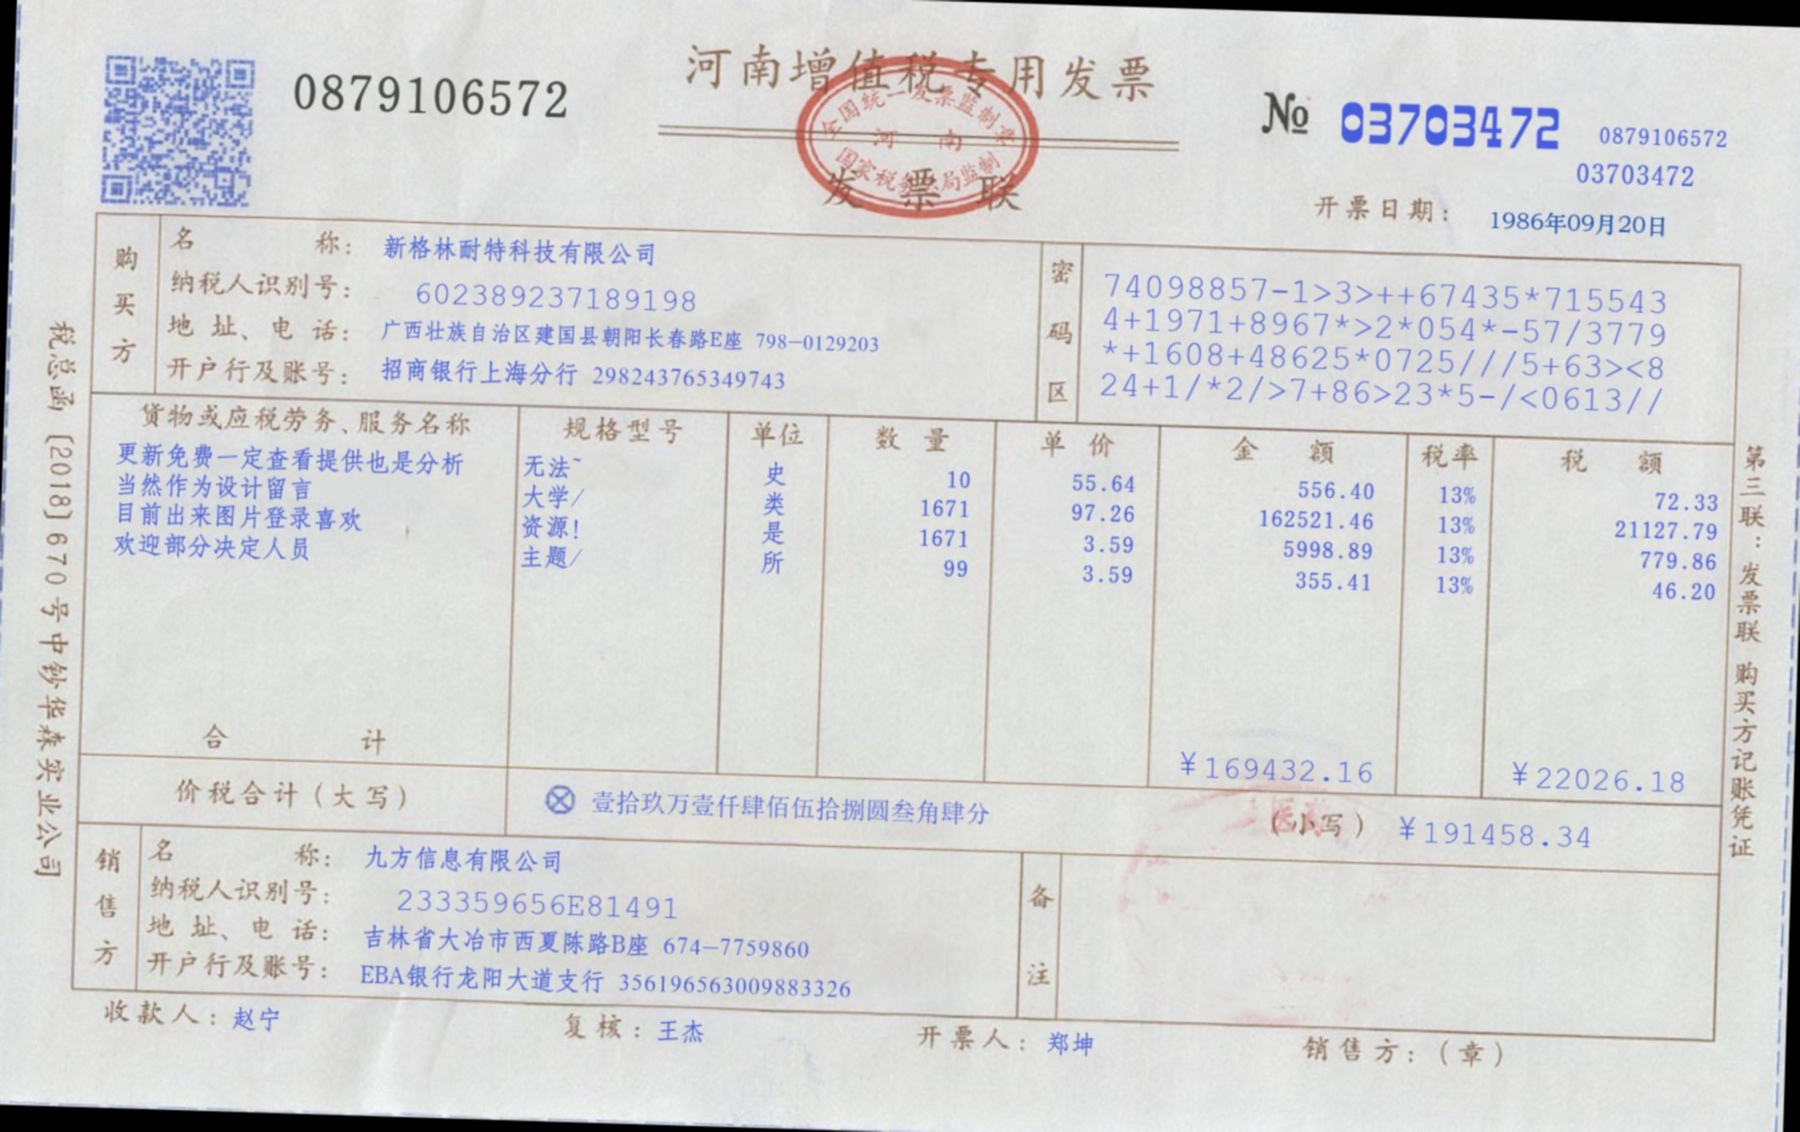 河南增值税专用发票
0879106572
全国统一发票监制章
河 南
国家税务 局监制
发 票 联
№ 03703472 0879106572
03703472
开票日期: 1986年09月20日
税总函〔2018〕670号中钞华森实业公司
购买方
名 称: 新格林耐特科技有限公司
纳税人识别号: 602389237189198
地 址、电 话: 广西壮族自治区建国县朝阳长春路E座 798-0129203
开户行及账号: 招商银行上海分行 298243765349743
密码区
74098857-1>3>++67435*715543
4+1971+8967*>2*054*-57/3779
*+1608+48625*0725///5+63><8
24+1/*2/>7+86>23*5-/<0613//
货物或应税劳务、服务名称 规格型号 单位 数 量 单 价 金 额 税率 税 额
更新免费一定查看提供也是分析 无法~ 史 10 55.64 556.40 13% 72.33
当然作为设计留言 大学/ 类 1671 97.26 162521.46 13% 21127.79
目前出来图片登录喜欢 资源! 是 1671 3.59 5998.89 13% 779.86
欢迎部分决定人员 主题/ 所 99 3.59 355.41 13% 46.20
合 计 ¥169432.16 ¥22026.18
价税合计(大写) ⊗ 壹拾玖万壹仟肆佰伍拾捌圆叁角肆分 (小写) ¥191458.34
销售方
名 称: 九方信息有限公司
纳税人识别号: 233359656E81491
地 址、电 话: 吉林省大冶市西夏陈路B座 674-7759860
开户行及账号: EBA银行龙阳大道支行 356196563009883326
备注
收款人: 赵宁 复核: 王杰 开票人: 郑坤 销售方:(章)
第三联:发票联 购买方记账凭证